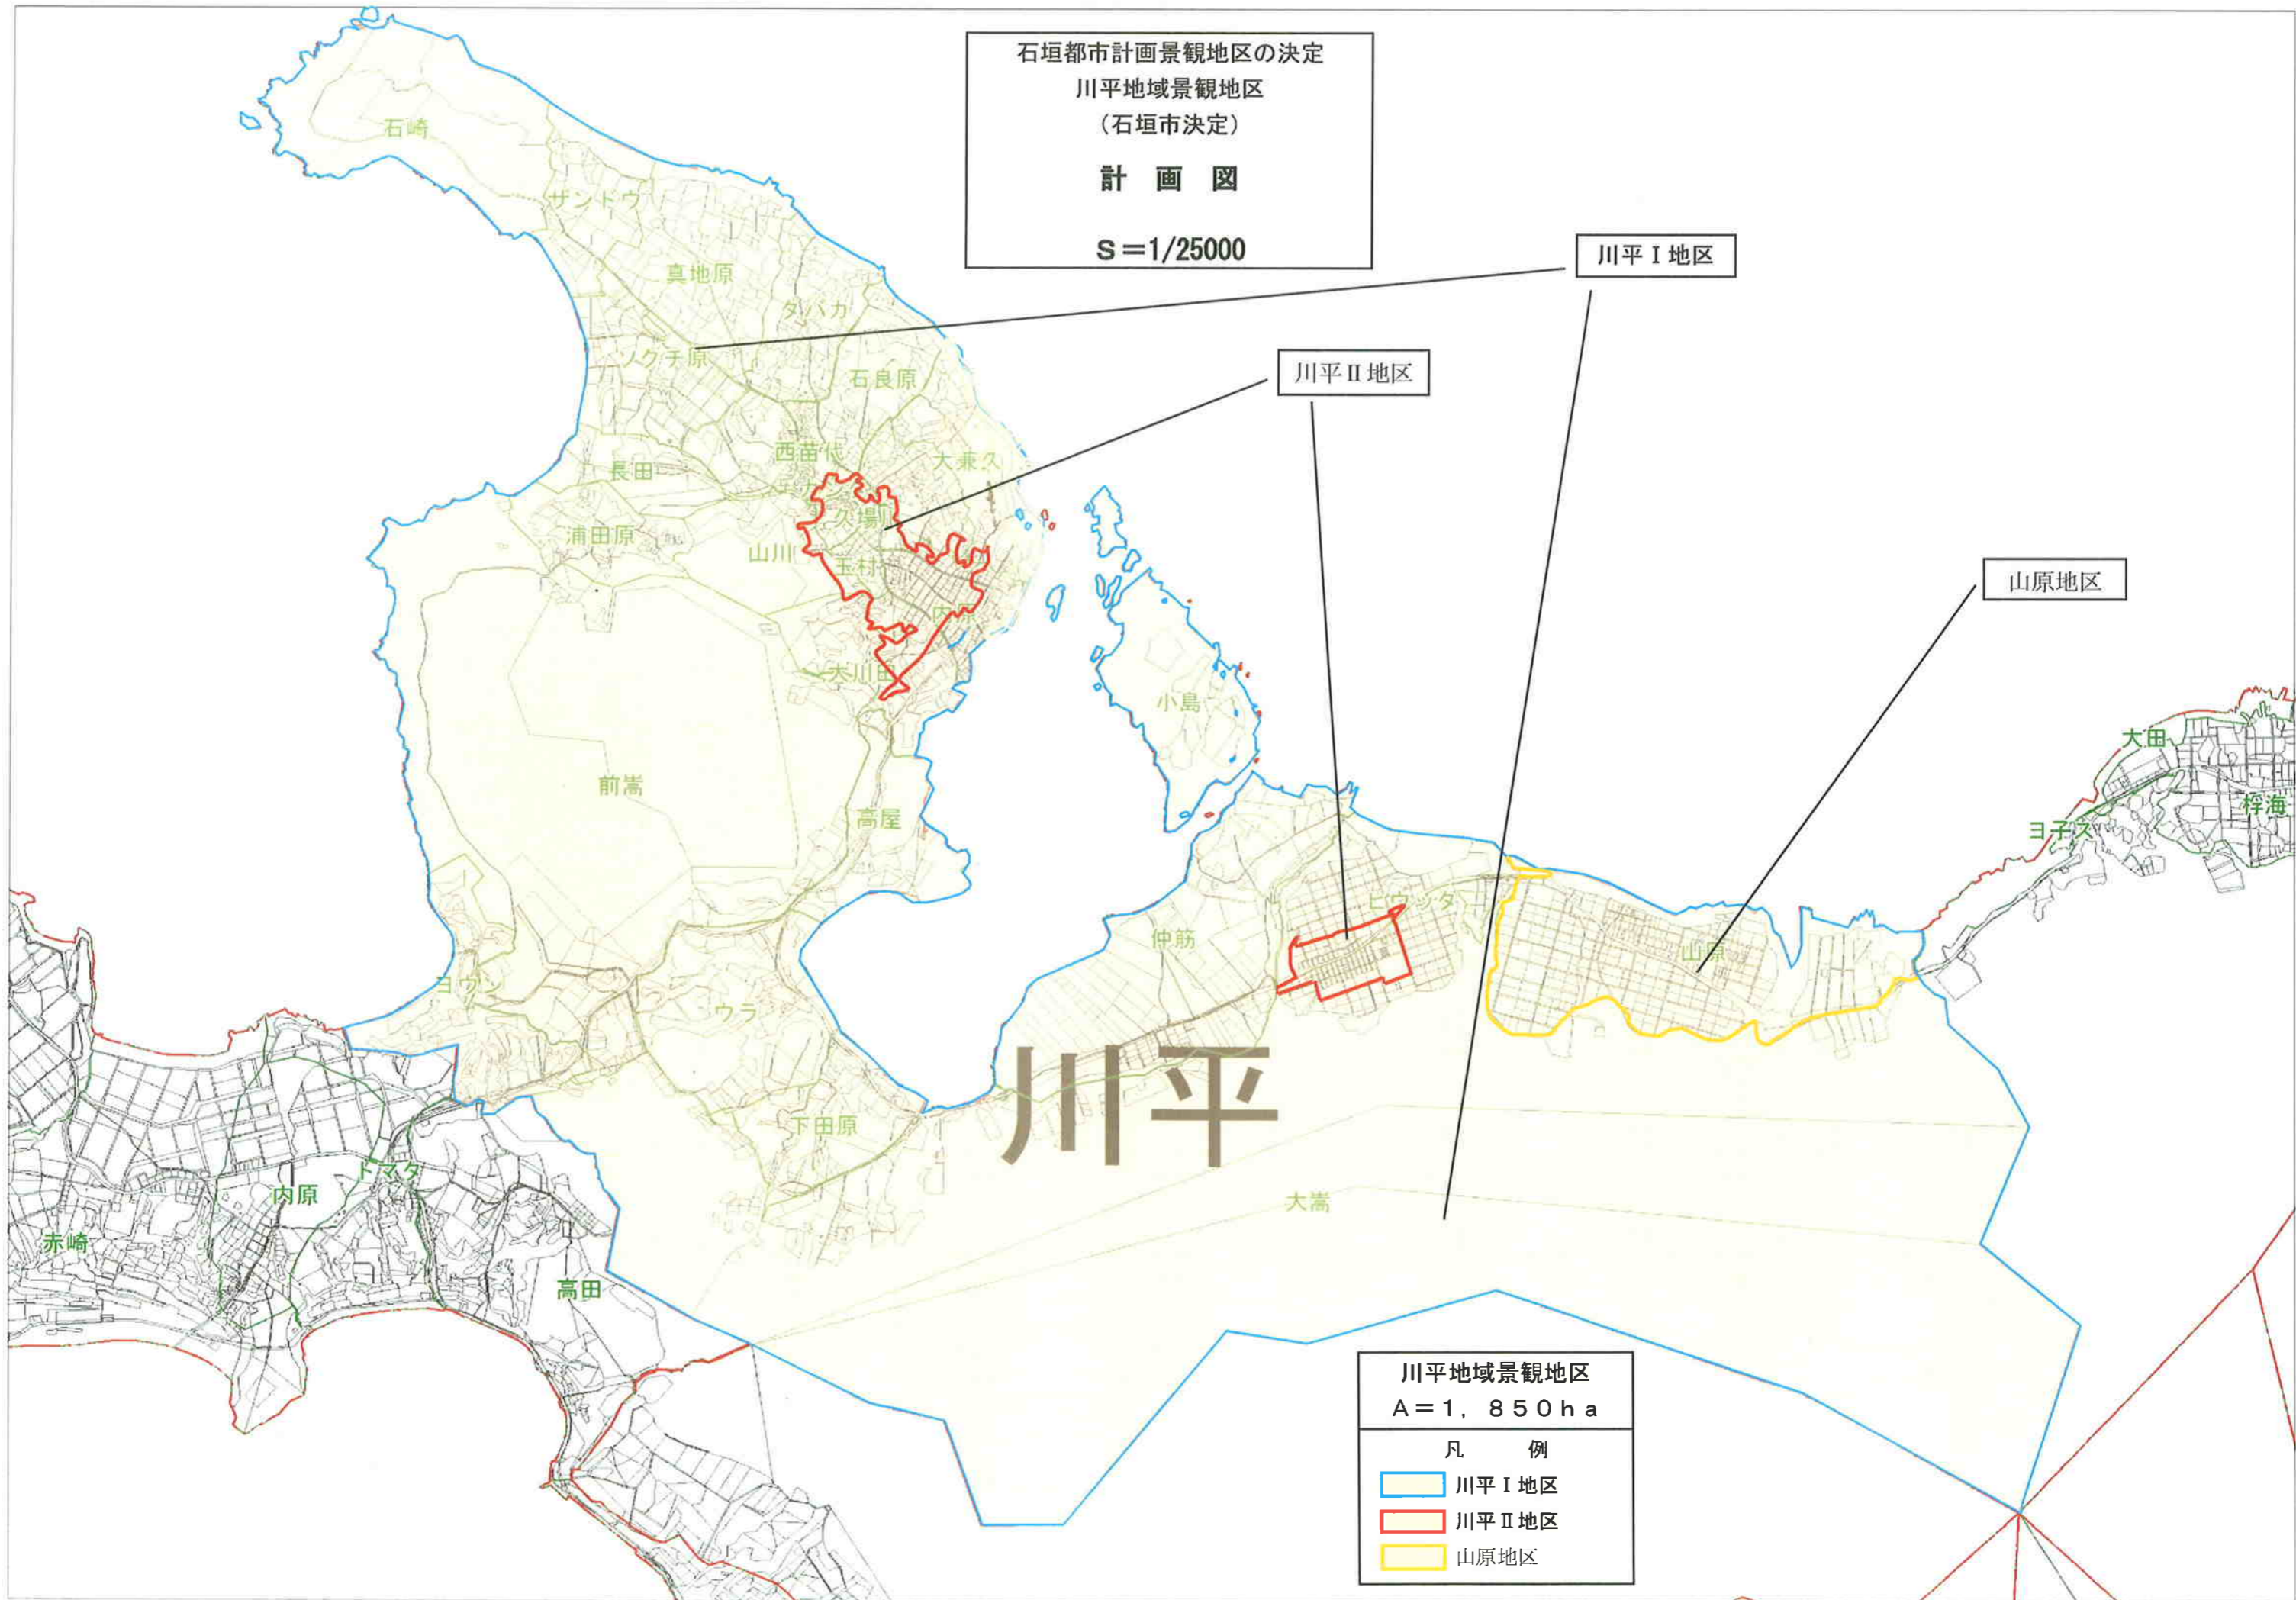 石垣都市計画景観地区の決定
川平地域景観地区
（石垣市決定）
計画図
S＝1/25000
川平Ⅰ地区
川平Ⅱ地区
山原地区
石崎
ザンドウ
真地原
タバカ
ソクチ原
石良原
西苗代
大兼久
長田
久場
浦田原
山川
玉村
内原
大川田
小島
前嵩
高屋
大田
桴海
ヨ子ス
仲筋
山原
ヨウン
ウラ
川平
下田原
大嵩
トマタ
内原
赤崎
高田
川平地域景観地区
A＝1，850ha
凡例
川平Ⅰ地区
川平Ⅱ地区
山原地区